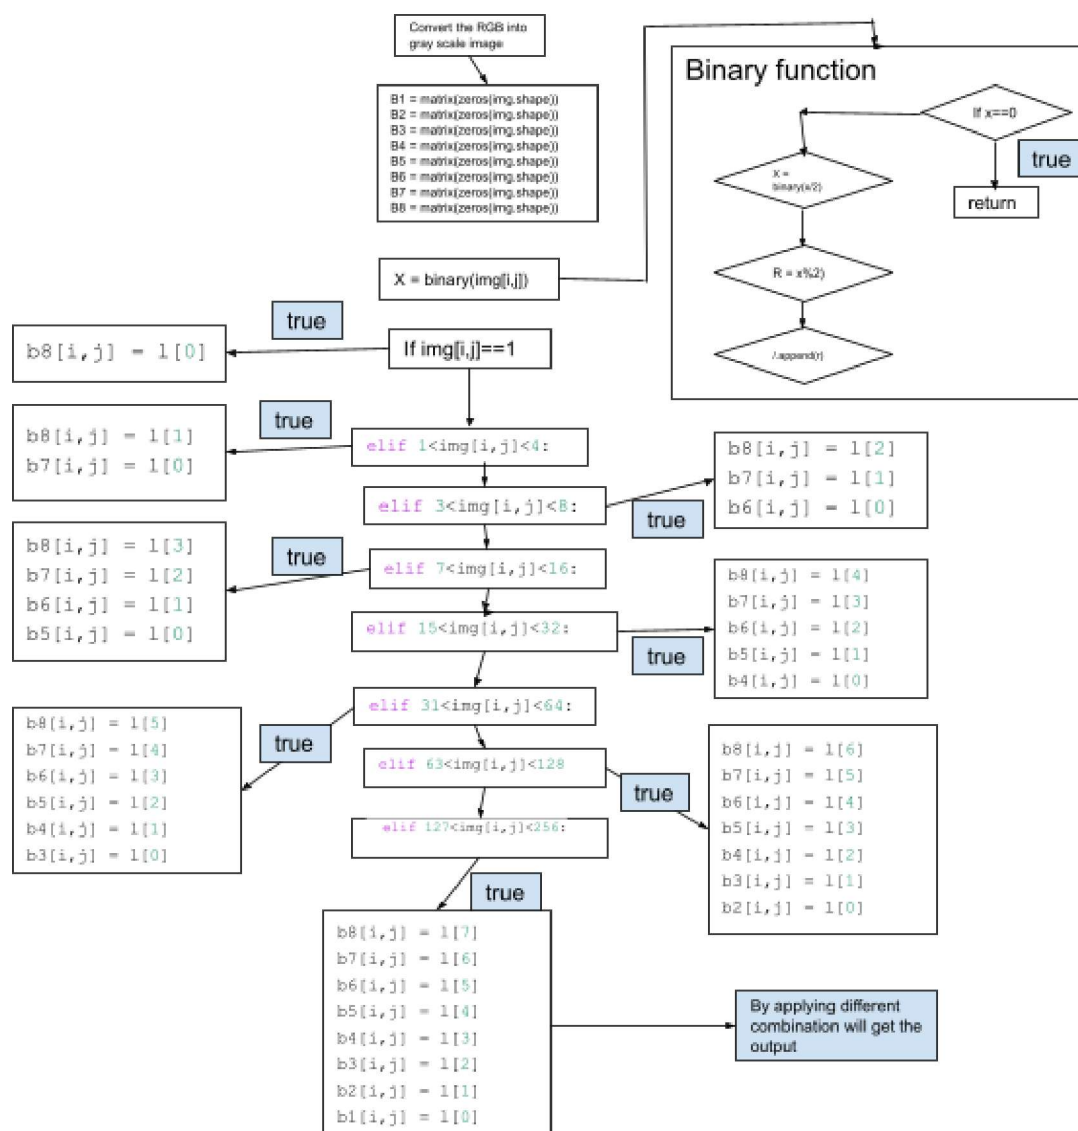 Convert the RGB into
gray scale image
B1 = matrix(zeros(img.shape))
B2 = matrix(zeros(img.shape))
B3 = matrix(zeros(img.shape))
B4 = matrix(zeros(img.shape))
B5 = matrix(zeros(img.shape))
B6 = matrix(zeros(img.shape))
B7 = matrix(zeros(img.shape))
B8 = matrix(zeros(img.shape))
X = binary(img[i,j])
Binary function
If x==0
true
return
X =
binary(x/2)
R = x%2)
/.append(r)
true
If img[i,j]==1
b8[i,j] = l[0]
true
elif 1<img[i,j]<4:
b8[i,j] = l[1]
b7[i,j] = l[0]
elif 3<img[i,j]<8:
true
b8[i,j] = l[2]
b7[i,j] = l[1]
b6[i,j] = l[0]
true
elif 7<img[i,j]<16:
b8[i,j] = l[3]
b7[i,j] = l[2]
b6[i,j] = l[1]
b5[i,j] = l[0]
elif 15<img[i,j]<32:
true
b8[i,j] = l[4]
b7[i,j] = l[3]
b6[i,j] = l[2]
b5[i,j] = l[1]
b4[i,j] = l[0]
elif 31<img[i,j]<64:
true
b8[i,j] = l[5]
b7[i,j] = l[4]
b6[i,j] = l[3]
b5[i,j] = l[2]
b4[i,j] = l[1]
b3[i,j] = l[0]
elif 63<img[i,j]<128
true
b8[i,j] = l[6]
b7[i,j] = l[5]
b6[i,j] = l[4]
b5[i,j] = l[3]
b4[i,j] = l[2]
b3[i,j] = l[1]
b2[i,j] = l[0]
elif 127<img[i,j]<256:
true
b8[i,j] = l[7]
b7[i,j] = l[6]
b6[i,j] = l[5]
b5[i,j] = l[4]
b4[i,j] = l[3]
b3[i,j] = l[2]
b2[i,j] = l[1]
b1[i,j] = l[0]
By applying different
combination will get the
output